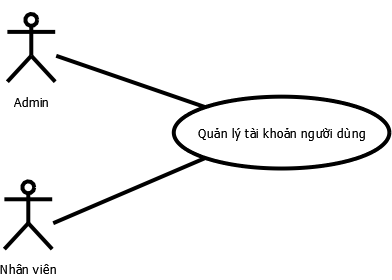 Admin
Quản lý tài khoản người dùng
Nhân viên